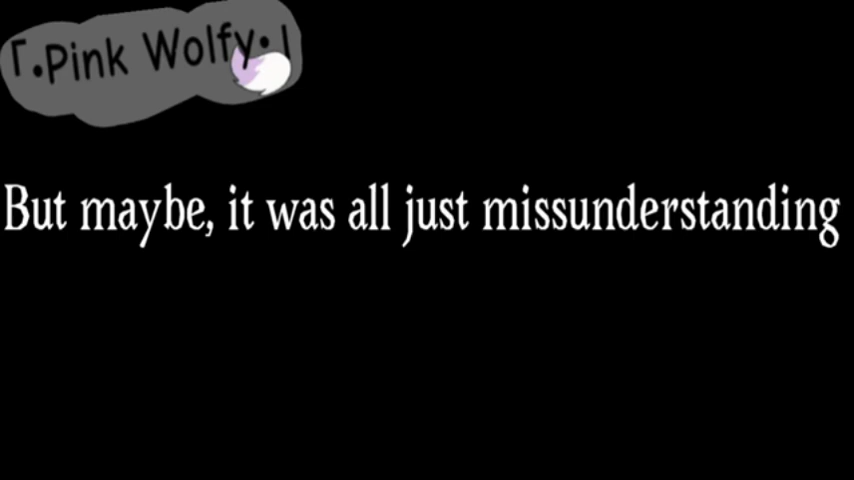 「•Pink Wolfy•」
But maybe, it was all just missunderstanding